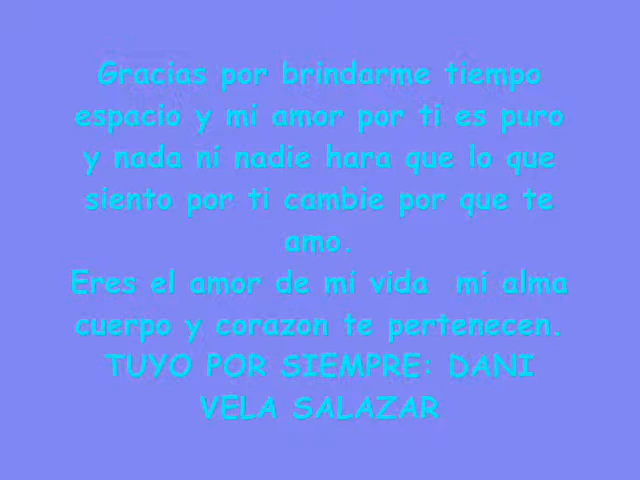 Gracias por brindarme tiempo
espacio y mi amor por ti es puro
y nada ni nadie hara que lo que
siento por ti cambie por que te
amo.
Eres el amor de mi vida  mi alma
cuerpo y corazon te pertenecen.
TUYO POR SIEMPRE: DANI
VELA SALAZAR